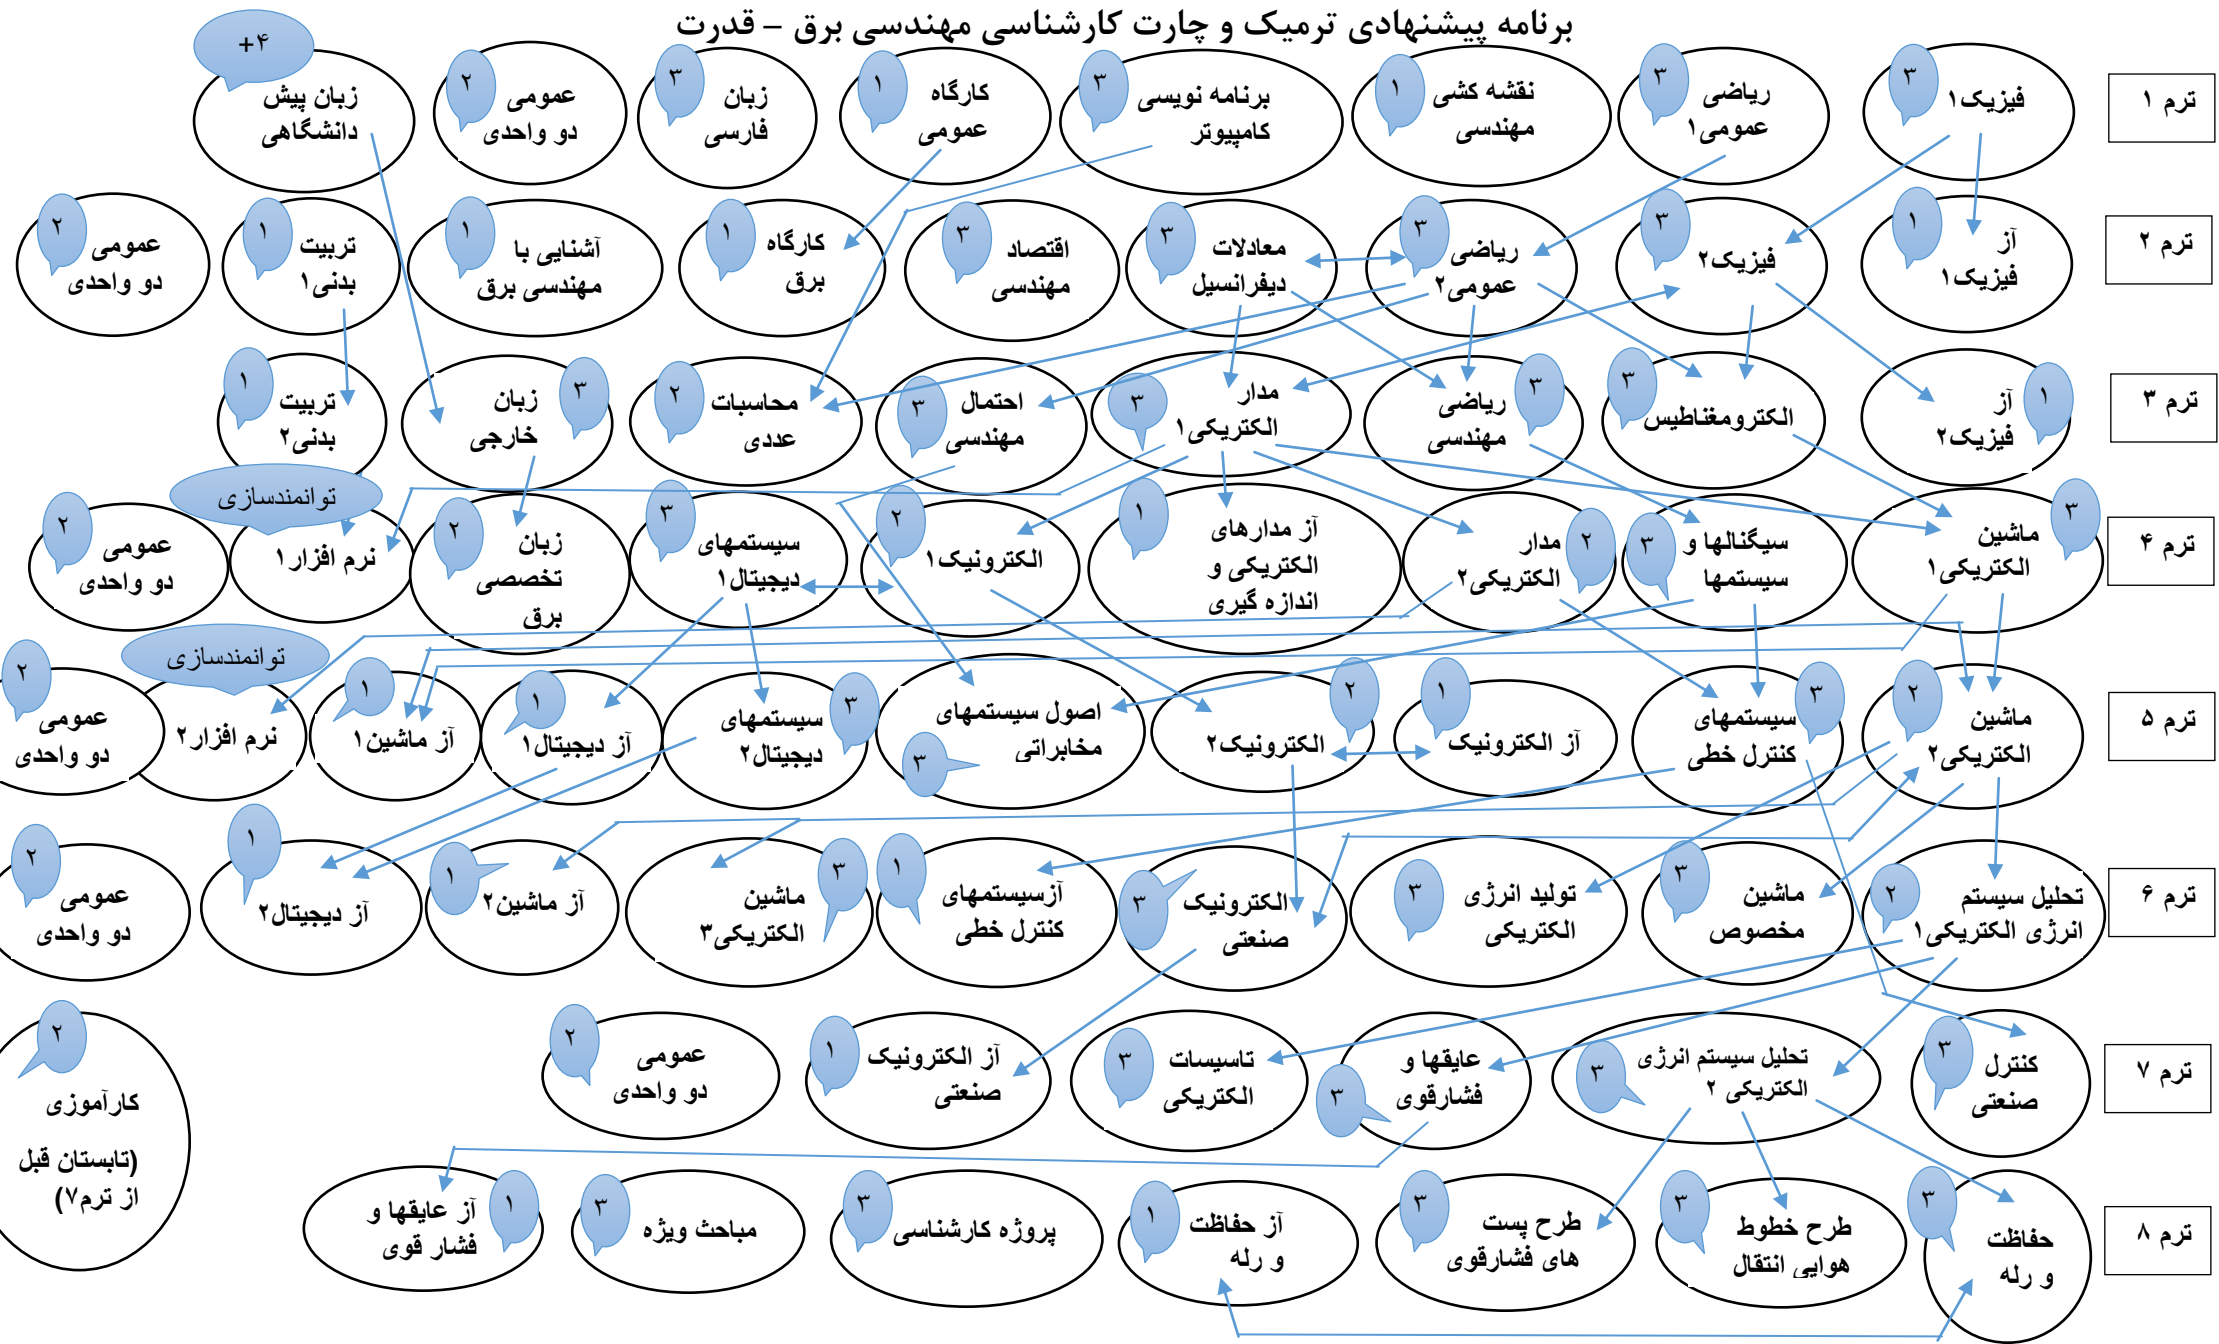 برنامه پیشنهادی ترمیک و چارت کارشناسی مهندسی برق – قدرت
ترم ۱
۳
فیزیک۱
۳
ریاضی
عمومی۱
۱
نقشه کشی
مهندسی
۳
برنامه نویسی
کامپیوتر
۱
کارگاه
عمومی
۳
زبان
فارسی
۲
عمومی
دو واحدی
+۴
زبان پیش
دانشگاهی
ترم ۲
۱
آز
فیزیک۱
۳
فیزیک۲
۳
ریاضی
عمومی۲
۳
معادلات
دیفرانسیل
۳
اقتصاد
مهندسی
۱
کارگاه
برق
۱
آشنایی با
مهندسی برق
۱
تربیت
بدنی۱
۲
عمومی
دو واحدی
ترم ۳
۱
آز
فیزیک۲
۳
الکترومغناطیس
۳
ریاضی
مهندسی
۳
مدار
الکتریکی۱
۳
احتمال
مهندسی
۲
محاسبات
عددی
۳
زبان
خارجی
۱
تربیت
بدنی۲
ترم ۴
۳
ماشین
الکتریکی۱
۳
سیگنالها و
سیستمها
۲
مدار
الکتریکی۲
۱
آز مدارهای
الکتریکی و
اندازه گیری
۲
الکترونیک۱
۳
سیستمهای
دیجیتال۱
۲
زبان
تخصصی
برق
توانمندسازی
نرم افزار۱
۲
عمومی
دو واحدی
ترم ۵
۲
ماشین
الکتریکی۲
۳
سیستمهای
کنترل خطی
۱
آز الکترونیک
۲
الکترونیک۲
۳
اصول سیستمهای
مخابراتی
۳
سیستمهای
دیجیتال۲
۱
آز دیجیتال۱
۱
آز ماشین۱
توانمندسازی
نرم افزار۲
۲
عمومی
دو واحدی
ترم ۶
۲
تحلیل سیستم
انرژی الکتریکی۱
۳
ماشین
مخصوص
۳
تولید انرژی
الکتریکی
۳
الکترونیک
صنعتی
۱
آزسیستمهای
کنترل خطی
۳
ماشین
الکتریکی۳
۱
آز ماشین۲
۱
آز دیجیتال۲
۲
عمومی
دو واحدی
ترم ۷
۳
کنترل
صنعتی
۳
تحلیل سیستم انرژی
الکتریکی ۲
۳
عایقها و
فشارقوی
۳
تاسیسات
الکتریکی
۱
آز الکترونیک
صنعتی
۲
عمومی
دو واحدی
۲
کارآموزی
(تابستان قبل
از ترم۷)
ترم ۸
۳
حفاظت
و رله
۳
طرح خطوط
هوایی انتقال
۳
طرح پست
های فشارقوی
۱
آز حفاظت
و رله
۳
پروژه کارشناسی
۳
مباحث ویژه
۱
آز عایقها و
فشار قوی